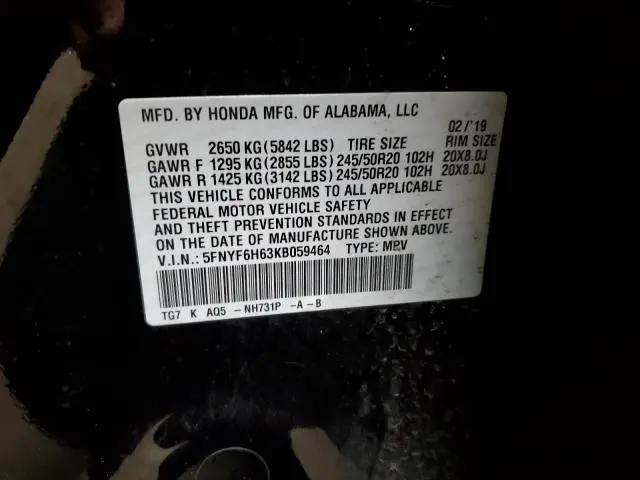 MFD. BY HONDA MFG. OF ALABAMA, LLC
02/'19
GVWR 2650 KG(5842 LBS) TIRE SIZE RIM SIZE
GAWR F 1295 KG(2855 LBS) 245/50R20 102H 20X8.0J
GAWR R 1425 KG(3142 LBS) 245/50R20 102H 20X8.0J
THIS VEHICLE CONFORMS TO ALL APPLICABLE
FEDERAL MOTOR VEHICLE SAFETY
AND THEFT PREVENTION STANDARDS IN EFFECT
ON THE DATE OF MANUFACTURE SHOWN ABOVE.
V.I.N.: 5FNYF6H63KB059464 TYPE: MPV
TG7 K AQ5 -NH731P -A-B